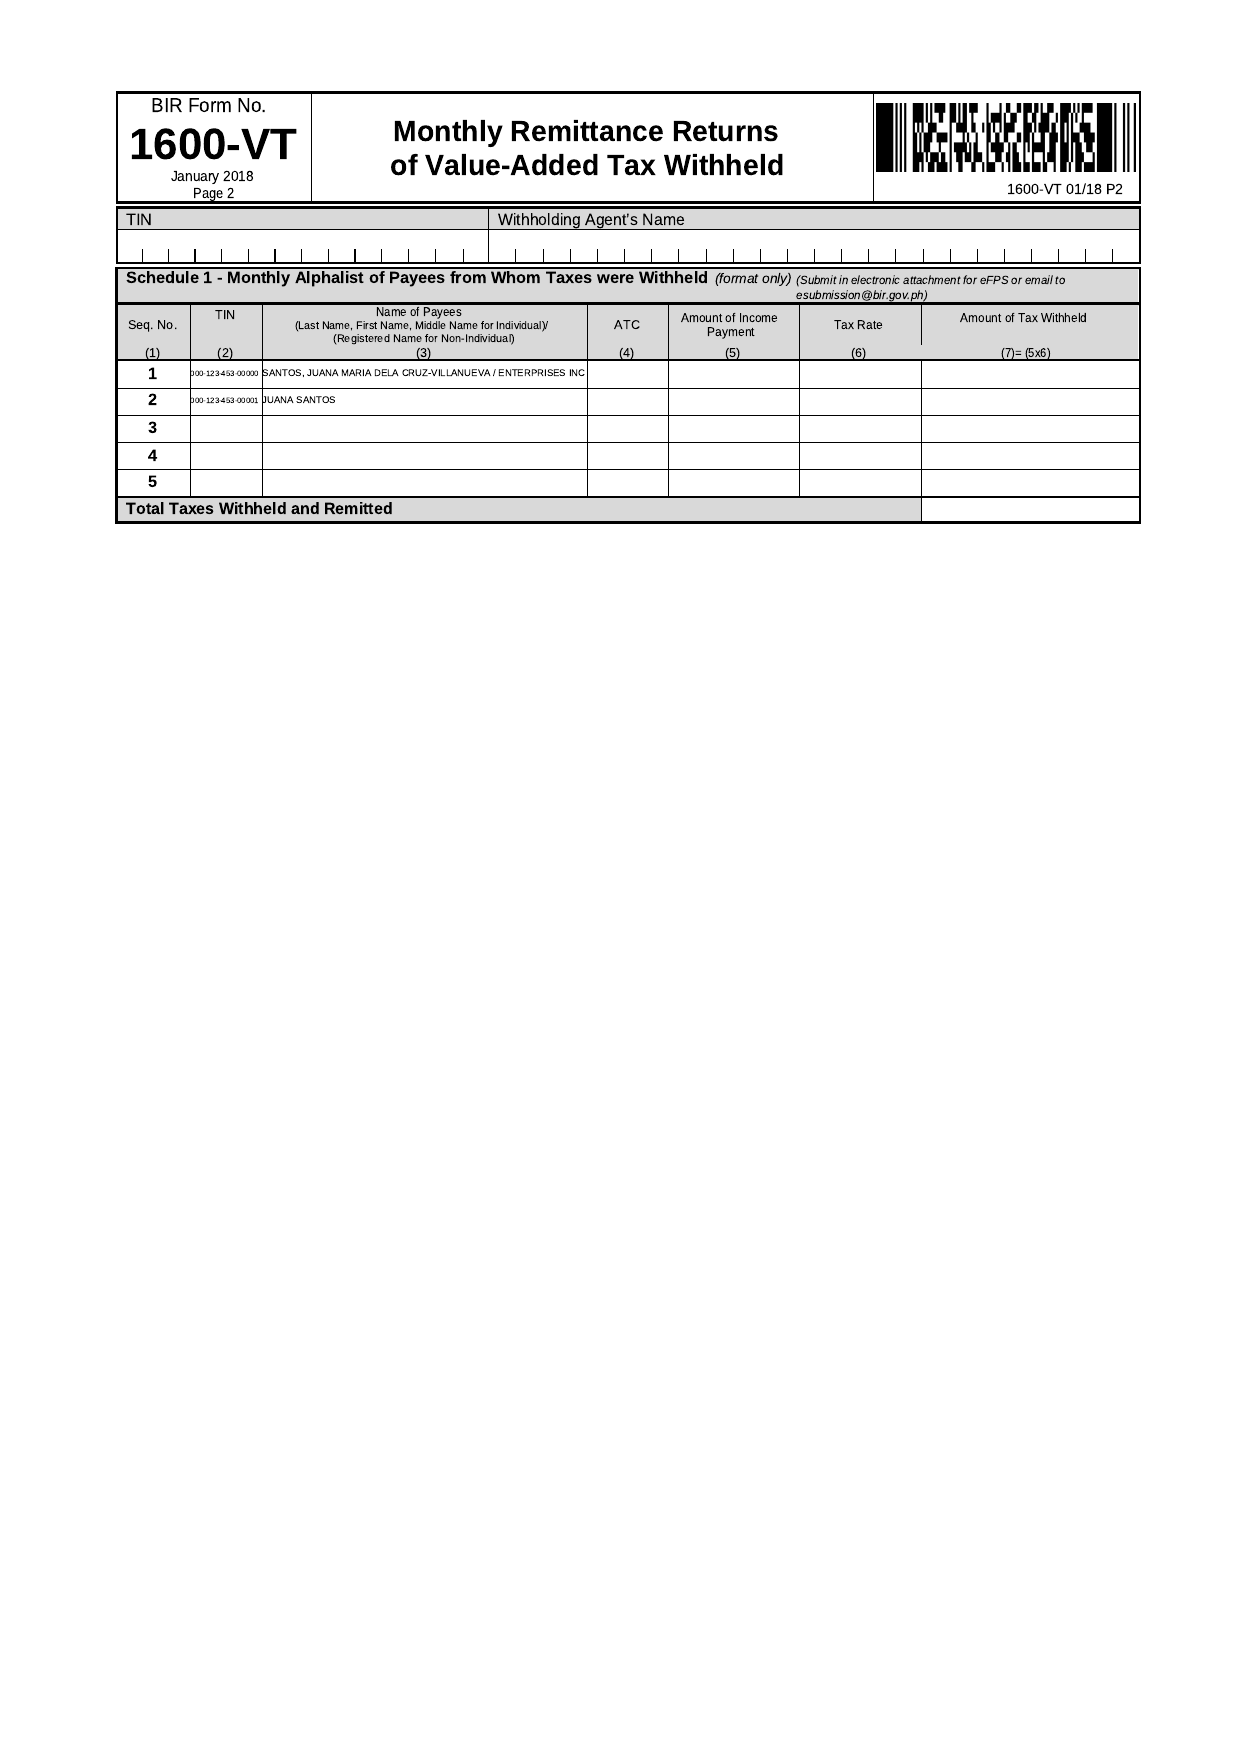 BIR Form No.
1600-VT
January 2018
Page 2
Monthly Remittance Returns
of Value-Added Tax Withheld
1600-VT 01/18 P2
TIN
Withholding Agent's Name
Schedule 1 - Monthly Alphalist of Payees from Whom Taxes were Withheld (format only) (Submit in electronic attachment for eFPS or email to
esubmission@bir.gov.ph)
Seq. No.
(1)
TIN
(2)
Name of Payees
(Last Name, First Name, Middle Name for Individual)/
(Registered Name for Non-Individual)
(3)
ATC
(4)
Amount of Income
Payment
(5)
Tax Rate
(6)
Amount of Tax Withheld
(7)= (5x6)
1 000-123-453-00000 SANTOS, JUANA MARIA DELA CRUZ-VILLANUEVA / ENTERPRISES INC
2 000-123-453-00001 JUANA SANTOS
3
4
5
Total Taxes Withheld and Remitted